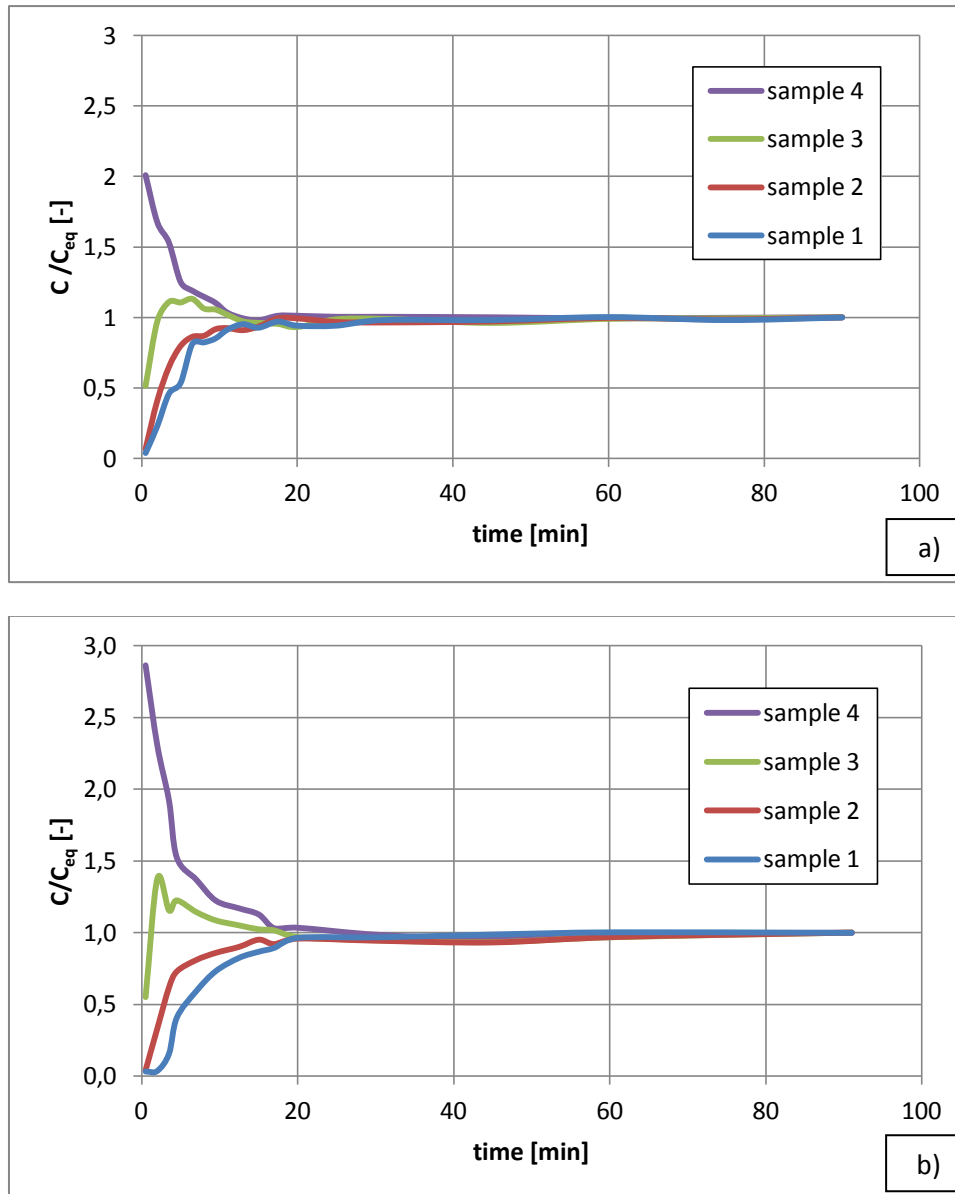 3
2,5
2
1,5
1
0,5
0
C /Ceq [-]
sample 4
sample 3
sample 2
sample 1
0 20 40 60 80 100
time [min]
a)
3,0
2,5
2,0
1,5
1,0
0,5
0,0
C/Ceq [-]
sample 4
sample 3
sample 2
sample 1
0 20 40 60 80 100
time [min]
b)